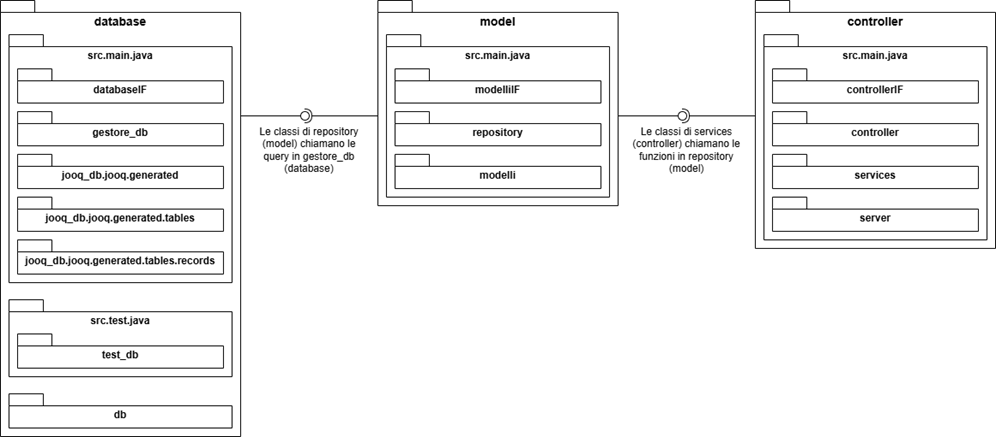 database
src.main.java
databaseIF
gestore_db
jooq_db.jooq.generated
jooq_db.jooq.generated.tables
jooq_db.jooq.generated.tables.records
src.test.java
test_db
db
Le classi di repository
(model) chiamano le
query in gestore_db
(database)
model
src.main.java
modelliIF
repository
modelli
Le classi di services
(controller) chiamano le
funzioni in repository
(model)
controller
src.main.java
controllerIF
controller
services
server